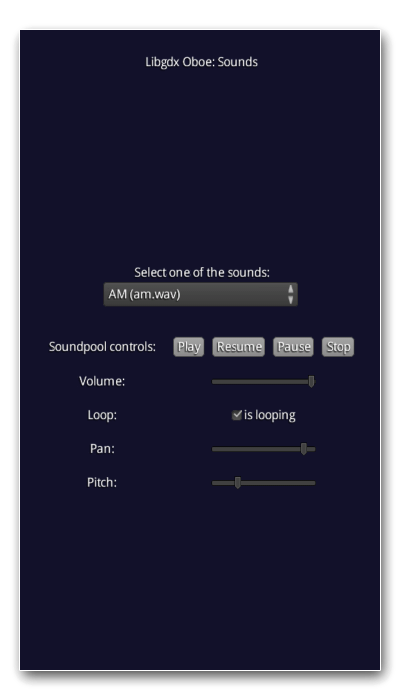 Libgdx Oboe: Sounds
Select one of the sounds:
AM (am.wav)
Soundpool controls: Play Resume Pause Stop
Volume:
Loop: is looping
Pan:
Pitch: